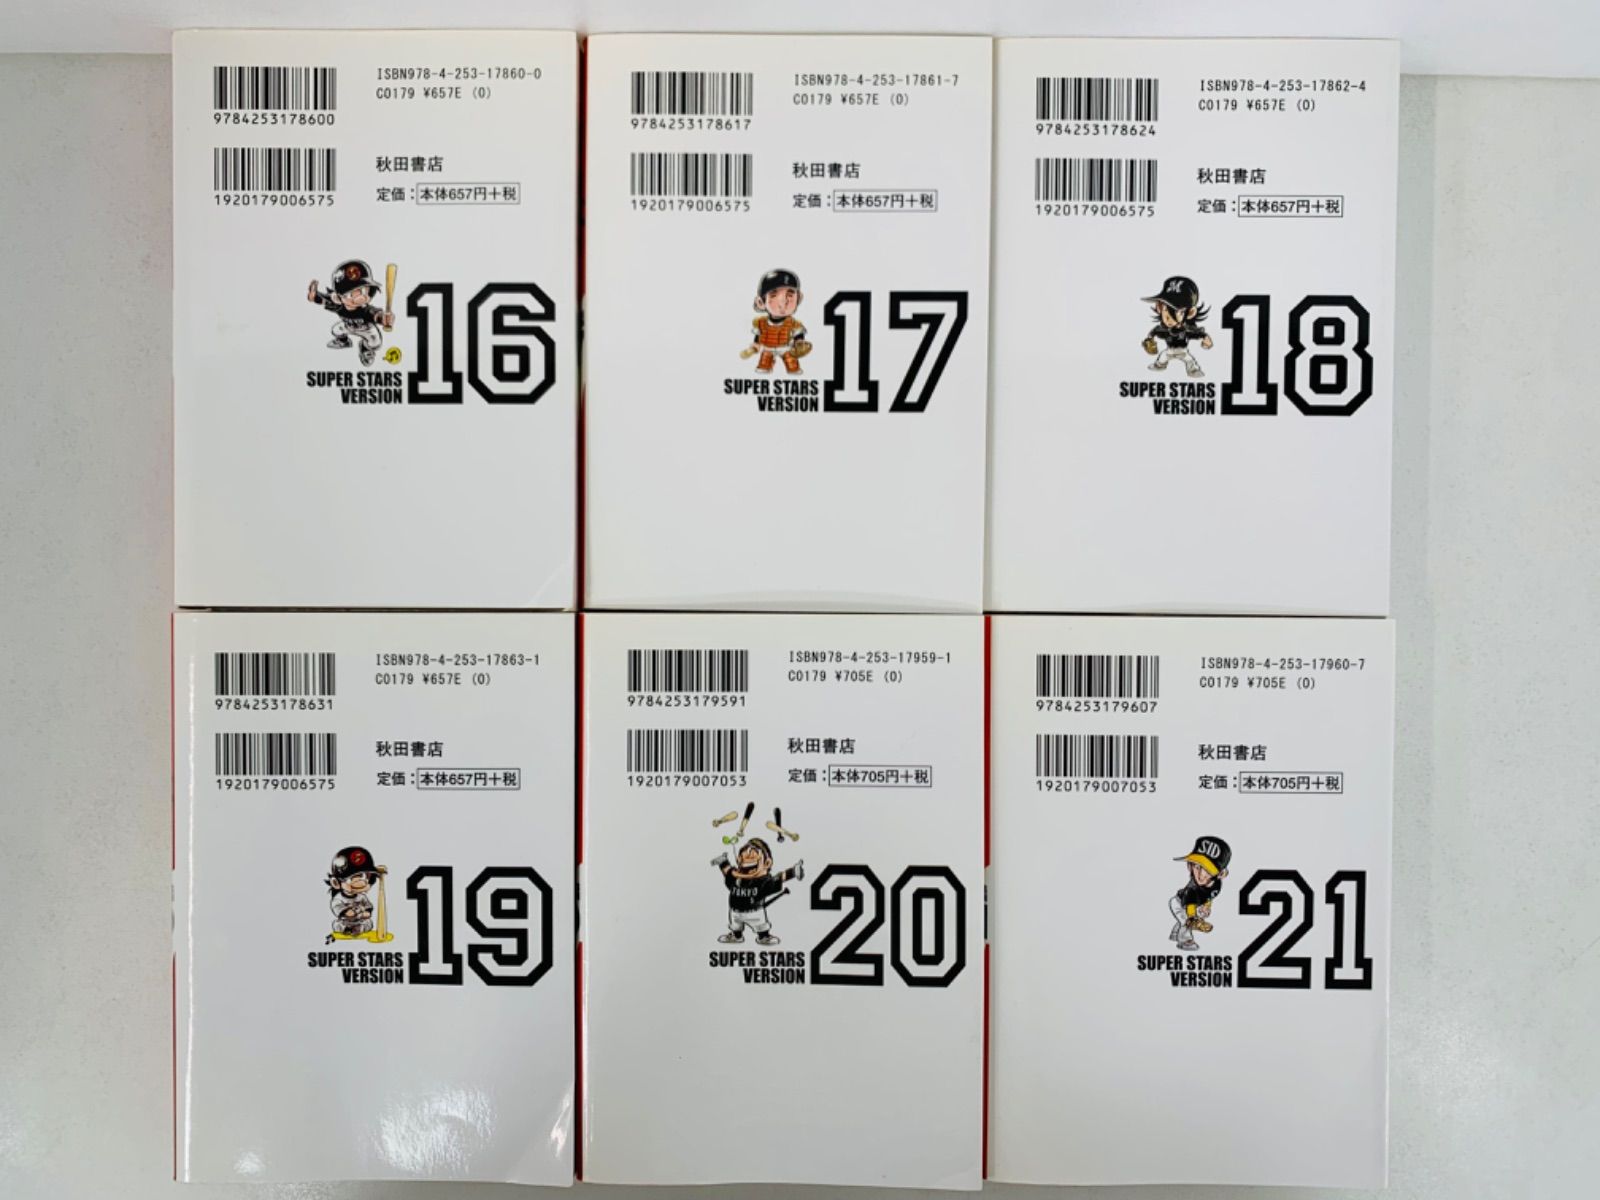 ISBN978-4-253-17860-0
C0179 ¥657E (0)
9784253178600
秋田書店
定価：本体657円+税
1920179006575
SUPER STARS
VERSION
16
ISBN978-4-253-17861-7
C0179 ¥657E (0)
9784253178617
秋田書店
定価：本体657円+税
1920179006575
SUPER STARS
VERSION
17
ISBN978-4-253-17862-4
C0179 ¥657E (0)
9784253178624
秋田書店
定価：本体657円+税
1920179006575
M
SUPER STARS
VERSION
18
ISBN978-4-253-17863-1
C0179 ¥657E (0)
9784253178631
秋田書店
定価：本体657円+税
1920179006575
SUPER STARS
VERSION
19
ISBN978-4-253-17959-1
C0179 ¥705E (0)
9784253179591
秋田書店
定価：本体705円+税
1920179007053
TOKYO
SUPER STARS
VERSION
20
ISBN978-4-253-17960-7
C0179 ¥705E (0)
9784253179607
秋田書店
定価：本体705円+税
1920179007053
SID
SUPER STARS
VERSION
21